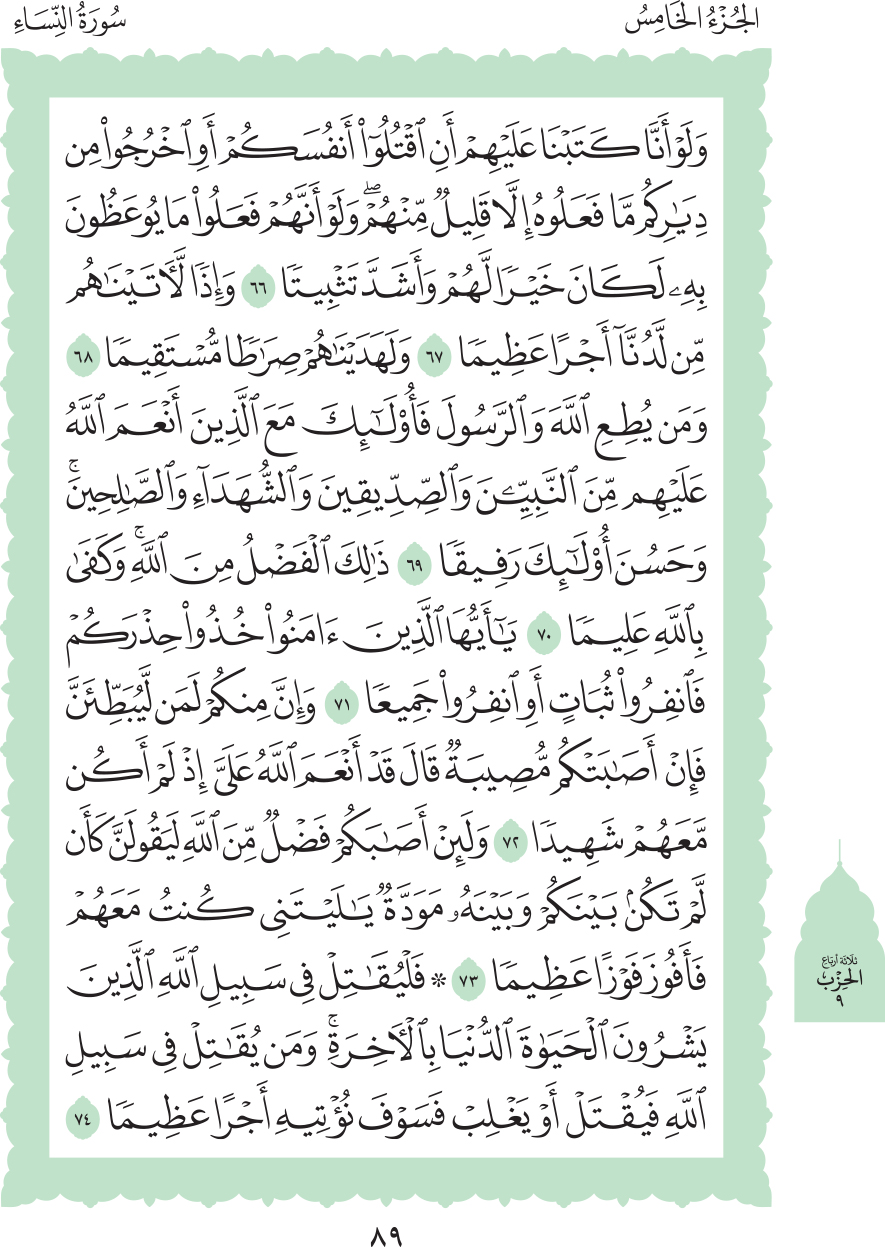 الجُزْءُ الخَامِسُ
سُورَةُ النِّسَاءِ
وَلَوۡ أَنَّا كَتَبۡنَا عَلَيۡهِمۡ أَنِ ٱقۡتُلُوٓاْ أَنفُسَكُمۡ أَوِ ٱخۡرُجُواْ مِن
دِيَٰرِكُم مَّا فَعَلُوهُ إِلَّا قَلِيلٞ مِّنۡهُمۡۖ وَلَوۡ أَنَّهُمۡ فَعَلُواْ مَا يُوعَظُونَ
بِهِۦ لَكَانَ خَيۡرٗا لَّهُمۡ وَأَشَدَّ تَثۡبِيتٗا ٦٦ وَإِذٗا لَّأٓتَيۡنَٰهُم
مِّن لَّدُنَّآ أَجۡرًا عَظِيمٗا ٦٧ وَلَهَدَيۡنَٰهُمۡ صِرَٰطٗا مُّسۡتَقِيمٗا ٦٨
وَمَن يُطِعِ ٱللَّهَ وَٱلرَّسُولَ فَأُوْلَٰٓئِكَ مَعَ ٱلَّذِينَ أَنۡعَمَ ٱللَّهُ
عَلَيۡهِم مِّنَ ٱلنَّبِيِّـۧنَ وَٱلصِّدِّيقِينَ وَٱلشُّهَدَآءِ وَٱلصَّٰلِحِينَۚ
وَحَسُنَ أُوْلَٰٓئِكَ رَفِيقٗا ٦٩ ذَٰلِكَ ٱلۡفَضۡلُ مِنَ ٱللَّهِۚ وَكَفَىٰ
بِٱللَّهِ عَلِيمٗا ٧٠ يَٰٓأَيُّهَا ٱلَّذِينَ ءَامَنُواْ خُذُواْ حِذۡرَكُمۡ
فَٱنفِرُواْ ثُبَاتٍ أَوِ ٱنفِرُواْ جَمِيعٗا ٧١ وَإِنَّ مِنكُمۡ لَمَن لَّيُبَطِّئَنَّ
فَإِنۡ أَصَٰبَتۡكُم مُّصِيبَةٞ قَالَ قَدۡ أَنۡعَمَ ٱللَّهُ عَلَيَّ إِذۡ لَمۡ أَكُن
مَّعَهُمۡ شَهِيدٗا ٧٢ وَلَئِنۡ أَصَٰبَكُمۡ فَضۡلٞ مِّنَ ٱللَّهِ لَيَقُولَنَّ كَأَن
لَّمۡ تَكُنۢ بَيۡنَكُمۡ وَبَيۡنَهُۥ مَوَدَّةٞ يَٰلَيۡتَنِي كُنتُ مَعَهُمۡ
فَأَفُوزَ فَوۡزًا عَظِيمٗا ٧٣ * فَلۡيُقَٰتِلۡ فِي سَبِيلِ ٱللَّهِ ٱلَّذِينَ
يَشۡرُونَ ٱلۡحَيَوٰةَ ٱلدُّنۡيَا بِٱلۡأٓخِرَةِۚ وَمَن يُقَٰتِلۡ فِي سَبِيلِ
ٱللَّهِ فَيُقۡتَلۡ أَوۡ يَغۡلِبۡ فَسَوۡفَ نُؤۡتِيهِ أَجۡرًا عَظِيمٗا ٧٤
ثلاثة أرباع
الحِزْب
٩
٨٩